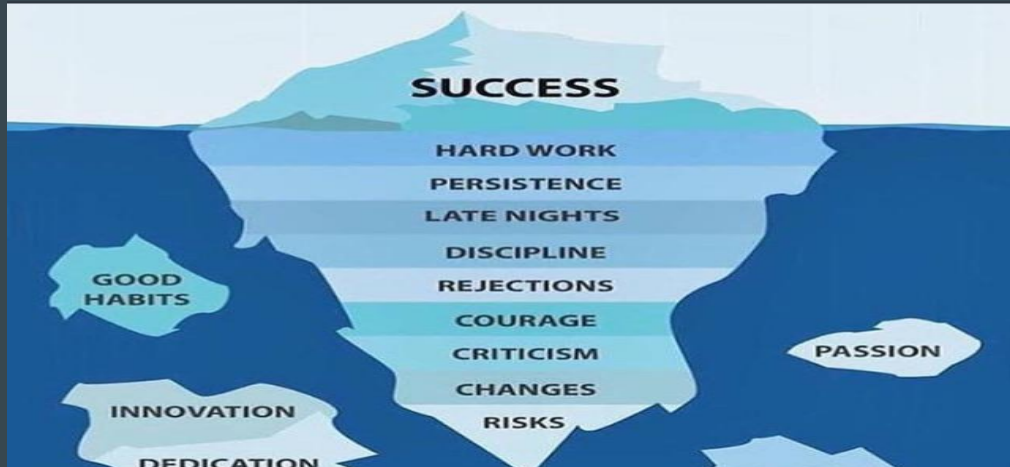 SUCCESS
HARD WORK
PERSISTENCE
LATE NIGHTS
DISCIPLINE
REJECTIONS
COURAGE
CRITICISM
CHANGES
RISKS
GOOD
HABITS
PASSION
INNOVATION
DEDICATION